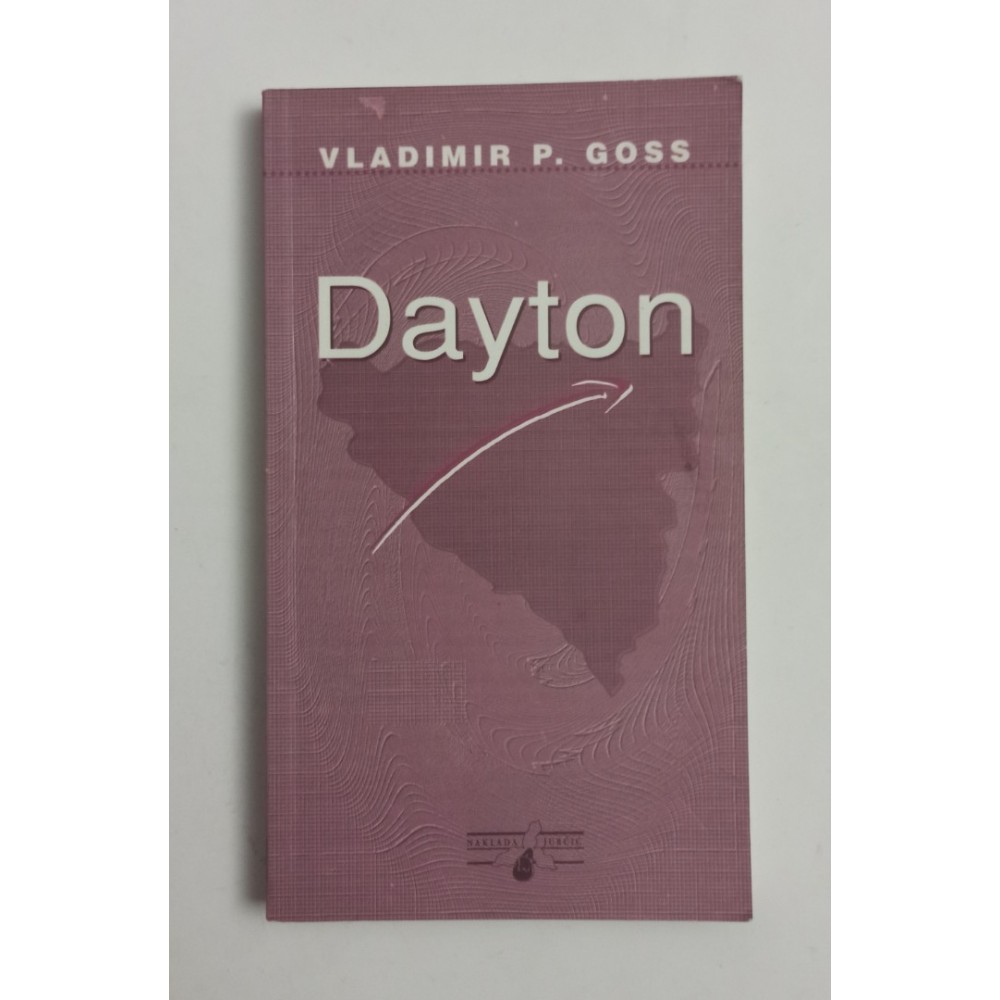 VLADIMIR P. GOSS
Dayton
NAKLADA JURČIĆ